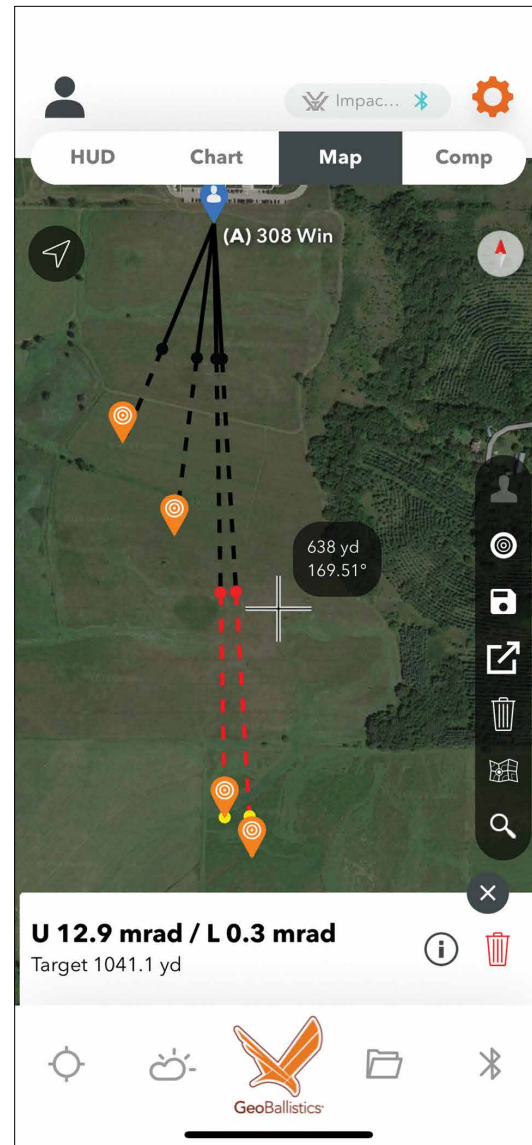 Impac...
HUD Chart Map Comp
(A) 308 Win
638 yd
169.51°
U 12.9 mrad / L 0.3 mrad
Target 1041.1 yd
GeoBallistics